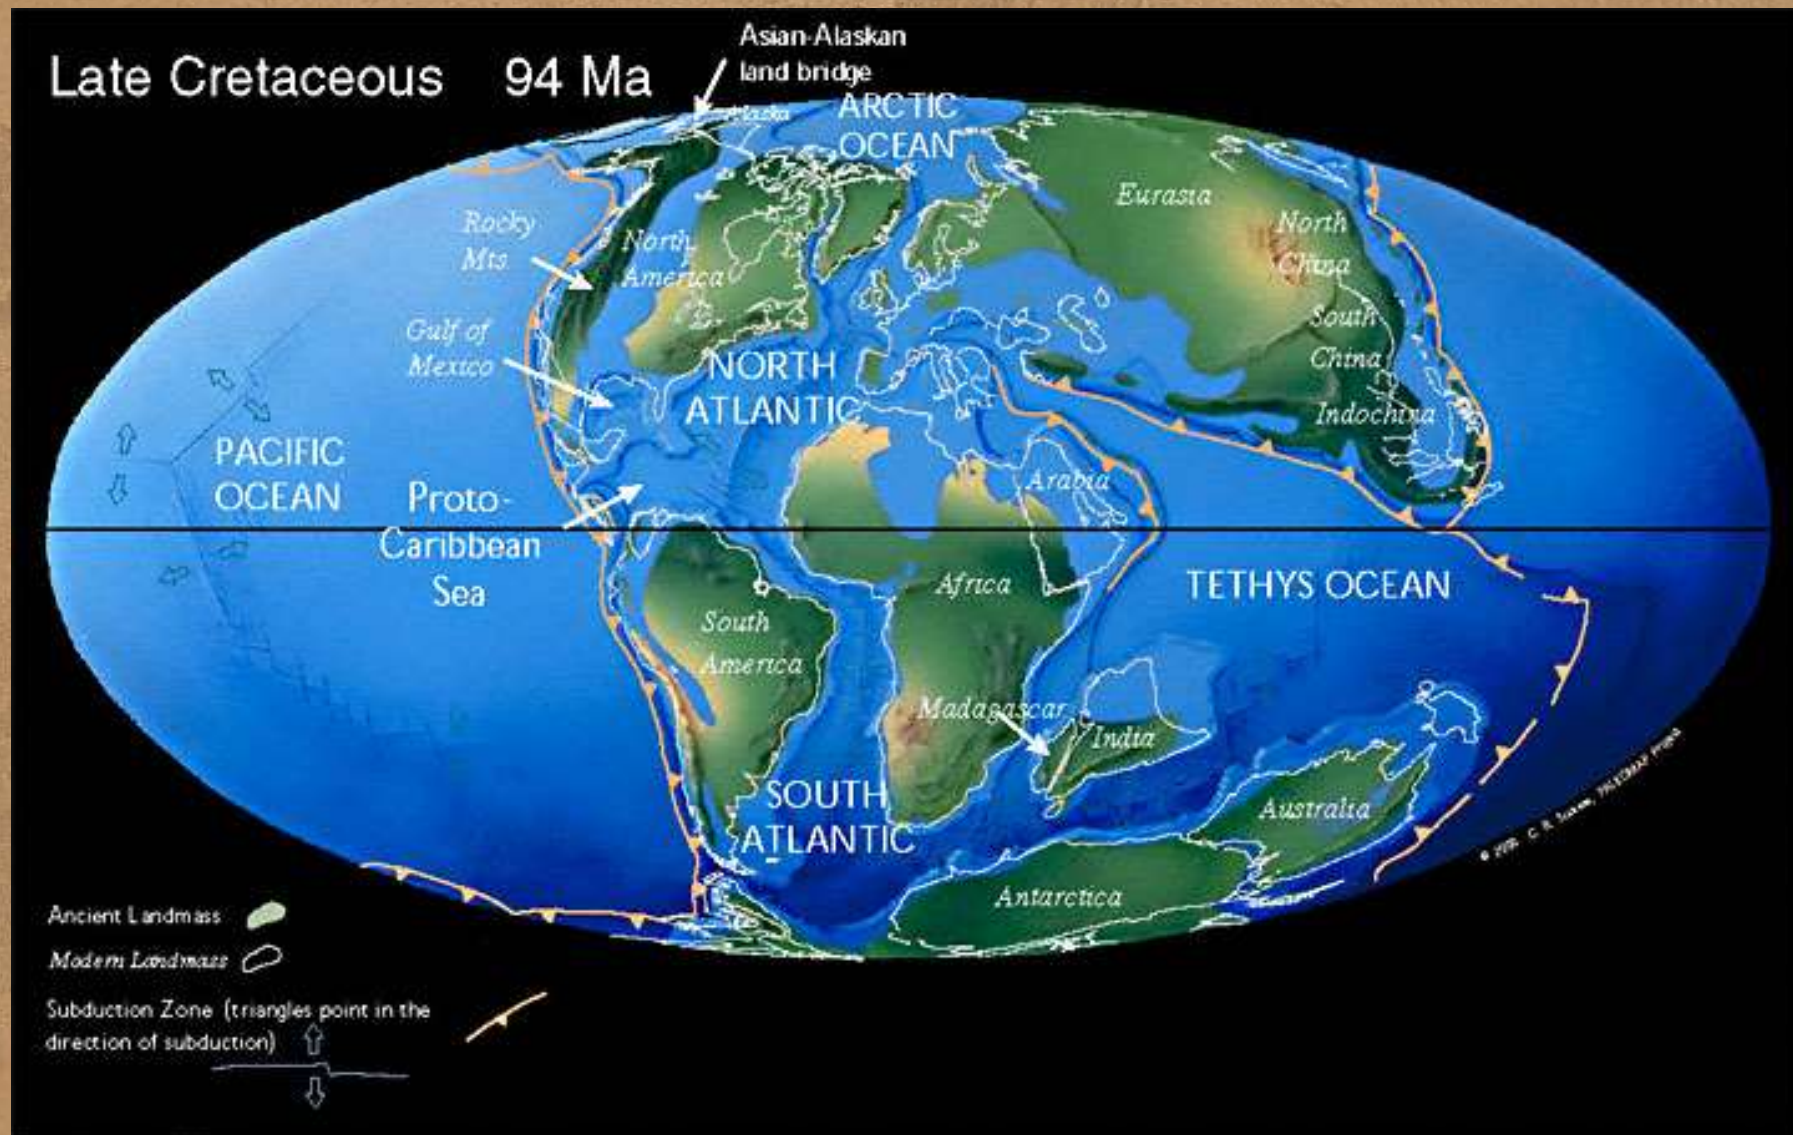 Late Cretaceous 94 Ma
Asian-Alaskan
land bridge
Alaska
ARCTIC
OCEAN
Eurasia
Rocky
Mts.
North
America
North
China
Gulf of
Mexico
South
China
NORTH
ATLANTIC
Indochina
PACIFIC
OCEAN
Proto-
Caribbean
Sea
Arabia
Africa
TETHYS OCEAN
South
America
Madagascar
India
SOUTH
ATLANTIC
Australia
Antarctica
Ancient Landmass
Modern Landmass
Subduction Zone (triangles point in the
direction of subduction)
© C. R. PALEOMAP Project